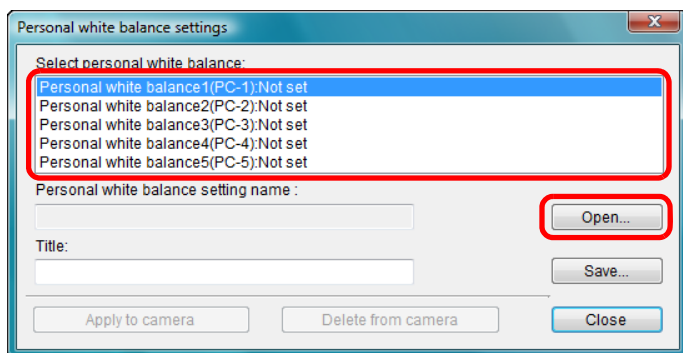 Personal white balance settings
Select personal white balance:
Personal white balance1(PC-1):Not set
Personal white balance2(PC-2):Not set
Personal white balance3(PC-3):Not set
Personal white balance4(PC-4):Not set
Personal white balance5(PC-5):Not set
Personal white balance setting name :
Open...
Title:
Save...
Apply to camera Delete from camera Close